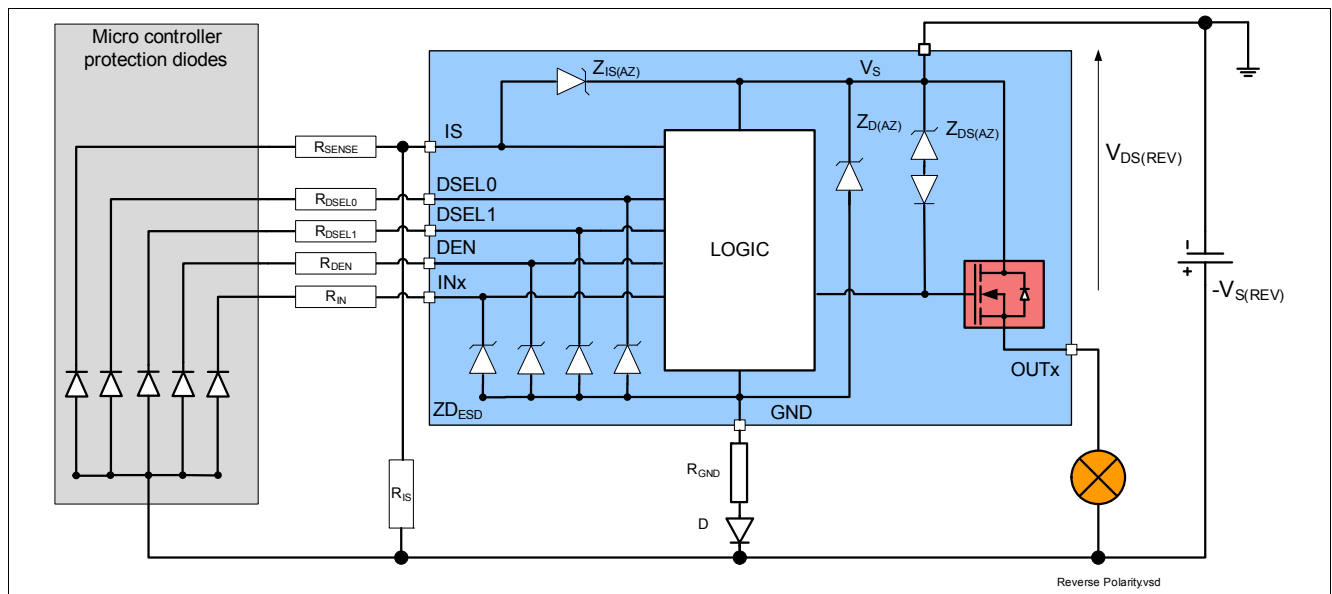 Micro controller
protection diodes
Z_IS(AZ)
V_S
Z_D(AZ)
Z_DS(AZ)
V_DS(REV)
IS
R_SENSE
DSEL0
R_DSEL0
DSEL1
R_DSEL1
DEN
R_DEN
INx
R_IN
LOGIC
-
+
-V_S(REV)
OUTx
ZD_ESD
GND
R_GND
R_IS
D
Reverse Polarity.vsd